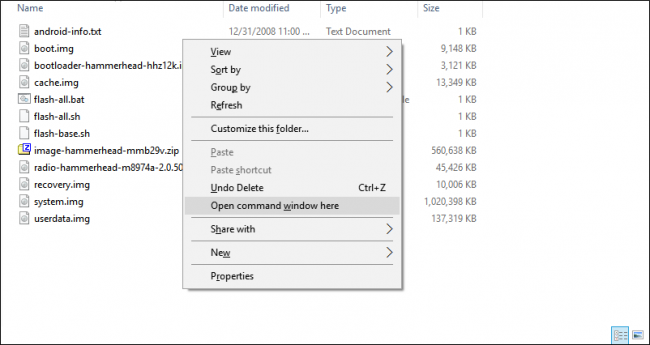 Name Date modified Type Size
android-info.txt 12/31/2008 11:00 ... Text Document 1 KB
boot.img 9,148 KB
View
bootloader-hammerhead-hhz12k.i 3,121 KB
Sort by
cache.img 13,349 KB
Group by
flash-all.bat 1 KB
Refresh
flash-all.sh 1 KB
Customize this folder...
flash-base.sh 1 KB
Paste
image-hammerhead-mmb29v.zip 560,638 KB
Paste shortcut
radio-hammerhead-m8974a-2.0.50 45,426 KB
Undo Delete Ctrl+Z
recovery.img 10,006 KB
Open command window here
system.img 1,020,398 KB
userdata.img 137,319 KB
Share with
New
Properties